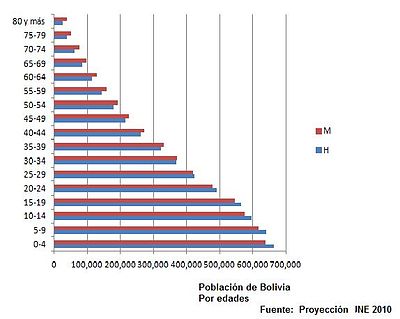 80 y más
75-79
70-74
65-69
60-64
55-59
50-54
45-49
40-44
35-39
30-34
25-29
20-24
15-19
10-14
5-9
0-4
M
H
0 100,000 200,000 300,000 400,000 500,000 600,000 700,000
Población de Bolivia
Por edades
Fuente: Proyección INE 2010